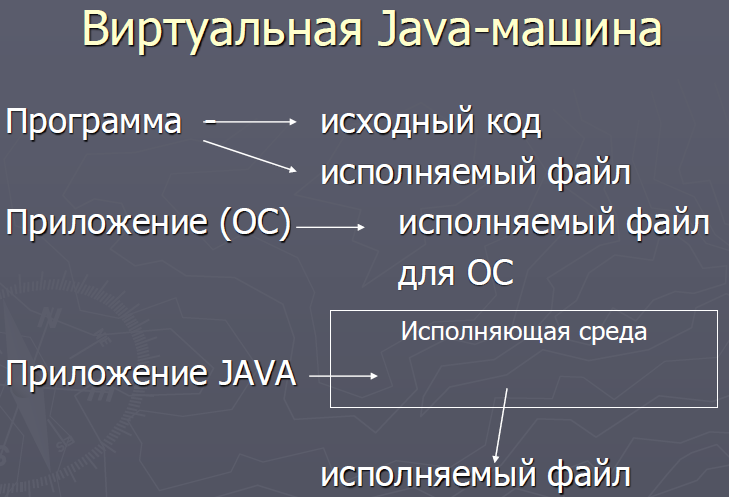 Виртуальная Java-машина
Программа - исходный код
исполняемый файл
Приложение (ОС) исполняемый файл
для ОС
Исполняющая среда
Приложение JAVA
исполняемый файл